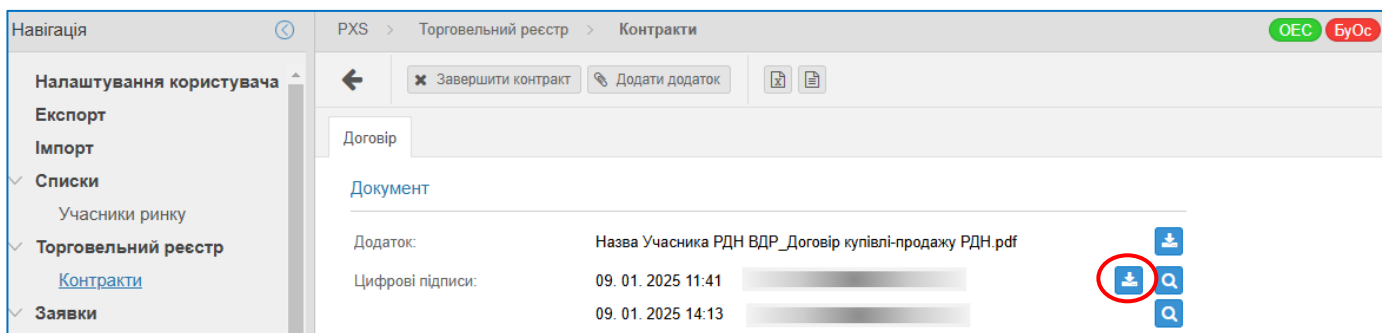 Навігація
PXS > Торговельний реєстр > Контракти
ОЕС БуОс
Налаштування користувача
Експорт
Імпорт
Списки
Учасники ринку
Торговельний реєстр
Контракти
Заявки
Завершити контракт
Додати додаток
Договір
Документ
Додаток: Назва Учасника РДН ВДР_Договір купівлі-продажу РДН.pdf
Цифрові підписи: 09. 01. 2025 11:41
09. 01. 2025 14:13